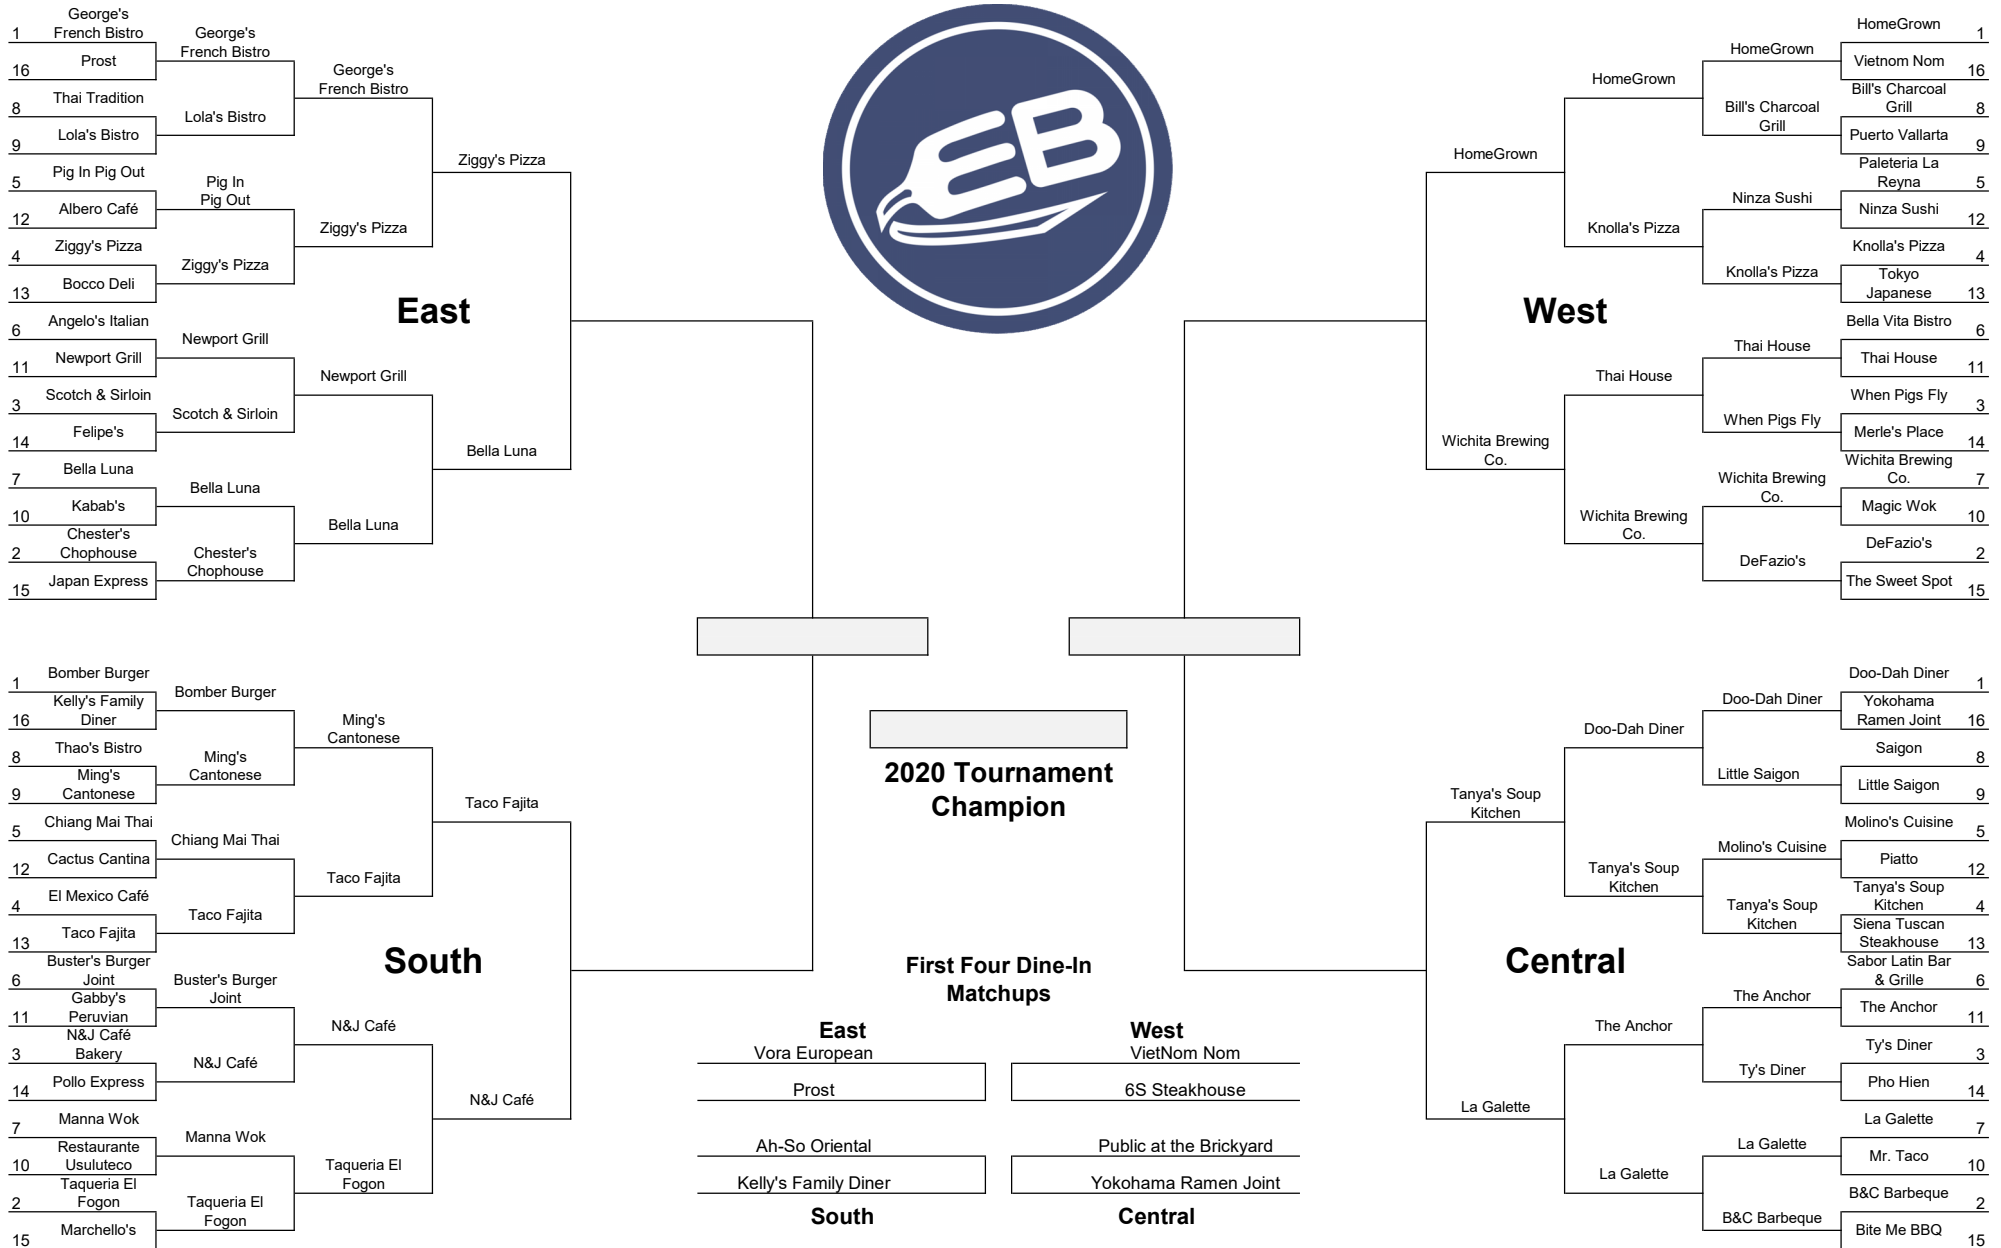 George's
French Bistro
1
Prost
16
Thai Tradition
8
Lola's Bistro
9
Pig In Pig Out
5
Albero Café
12
Ziggy's Pizza
4
Bocco Deli
13
Angelo's Italian
6
Newport Grill
11
Scotch & Sirloin
3
Felipe's
14
Bella Luna
7
Kabab's
10
Chester's
Chophouse
2
Japan Express
15
George's
French Bistro
Lola's Bistro
Pig In
Pig Out
Ziggy's Pizza
Newport Grill
Scotch & Sirloin
Bella Luna
Chester's
Chophouse
George's
French Bistro
Ziggy's Pizza
Newport Grill
Bella Luna
Ziggy's Pizza
Bella Luna
East
EB
HomeGrown
1
Vietnom Nom
16
Bill's Charcoal
Grill
8
Puerto Vallarta
9
Paleteria La
Reyna
5
Ninza Sushi
12
Knolla's Pizza
4
Tokyo
Japanese
13
Bella Vita Bistro
6
Thai House
11
When Pigs Fly
3
Merle's Place
14
Wichita Brewing
Co.
7
Magic Wok
10
DeFazio's
2
The Sweet Spot
15
HomeGrown
Bill's Charcoal
Grill
Ninza Sushi
Knolla's Pizza
Thai House
When Pigs Fly
Wichita Brewing
Co.
DeFazio's
HomeGrown
Knolla's Pizza
Thai House
Wichita Brewing
Co.
HomeGrown
Wichita Brewing
Co.
West
Bomber Burger
1
Kelly's Family
Diner
16
Thao's Bistro
8
Ming's
Cantonese
9
Chiang Mai Thai
5
Cactus Cantina
12
El Mexico Café
4
Taco Fajita
13
Buster's Burger
Joint
6
Gabby's
Peruvian
11
N&J Café
Bakery
3
Pollo Express
14
Manna Wok
7
Restaurante
Usuluteco
10
Taqueria El
Fogon
2
Marchello's
15
Bomber Burger
Ming's
Cantonese
Chiang Mai Thai
Taco Fajita
Buster's Burger
Joint
N&J Café
Manna Wok
Taqueria El
Fogon
Ming's
Cantonese
Taco Fajita
N&J Café
Taqueria El
Fogon
Taco Fajita
N&J Café
South
2020 Tournament
Champion
Doo-Dah Diner
1
Yokohama
Ramen Joint
16
Saigon
8
Little Saigon
9
Molino's Cuisine
5
Piatto
12
Tanya's Soup
Kitchen
4
Siena Tuscan
Steakhouse
13
Sabor Latin Bar
& Grille
6
The Anchor
11
Ty's Diner
3
Pho Hien
14
La Galette
7
Mr. Taco
10
B&C Barbeque
2
Bite Me BBQ
15
Doo-Dah Diner
Little Saigon
Molino's Cuisine
Tanya's Soup
Kitchen
The Anchor
Ty's Diner
La Galette
B&C Barbeque
Doo-Dah Diner
Tanya's Soup
Kitchen
The Anchor
La Galette
Tanya's Soup
Kitchen
La Galette
Central
First Four Dine-In
Matchups
East
Vora European
Prost
West
VietNom Nom
6S Steakhouse
Ah-So Oriental
Kelly's Family Diner
South
Public at the Brickyard
Yokohama Ramen Joint
Central